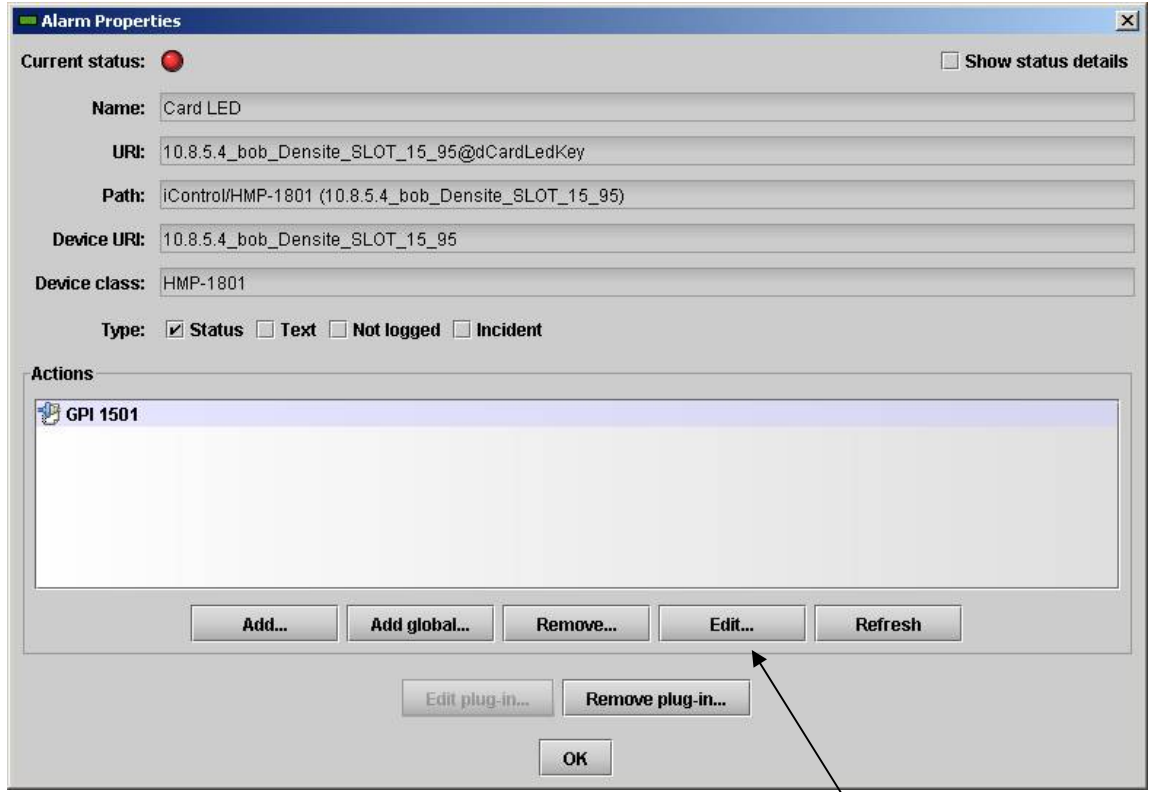 Alarm Properties
Current status: Show status details
Name: Card LED
URI: 10.8.5.4_bob_Densite_SLOT_15_95@dCardLedKey
Path: iControl/HMP-1801 (10.8.5.4_bob_Densite_SLOT_15_95)
Device URI: 10.8.5.4_bob_Densite_SLOT_15_95
Device class: HMP-1801
Type: Status Text Not logged Incident
Actions
GPI 1501
Add... Add global... Remove... Edit... Refresh
Edit plug-in... Remove plug-in...
OK